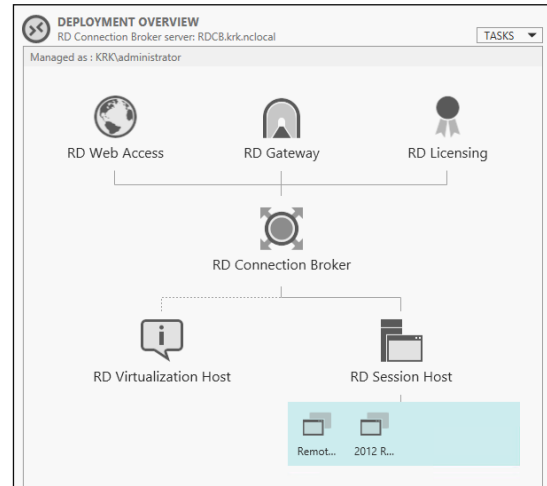 DEPLOYMENT OVERVIEW
RD Connection Broker server: RDCB.krk.nclocal
TASKS
Managed as : KRK\administrator
RD Web Access
RD Gateway
RD Licensing
RD Connection Broker
RD Virtualization Host
RD Session Host
Remot...
2012 R...